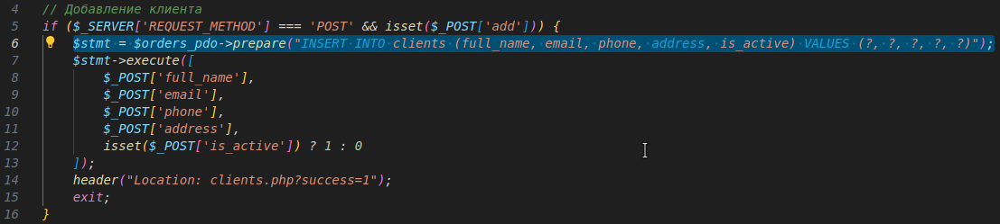 4 // Добавление клиента
5 if ($_SERVER['REQUEST_METHOD'] === 'POST' && isset($_POST['add'])) {
6 $stmt = $orders_pdo->prepare("INSERT INTO clients (full_name, email, phone, address, is_active) VALUES (?, ?, ?, ?, ?)");
7 $stmt->execute([
8 $_POST['full_name'],
9 $_POST['email'],
10 $_POST['phone'],
11 $_POST['address'],
12 isset($_POST['is_active']) ? 1 : 0
13 ]);
14 header("Location: clients.php?success=1");
15 exit;
16 }